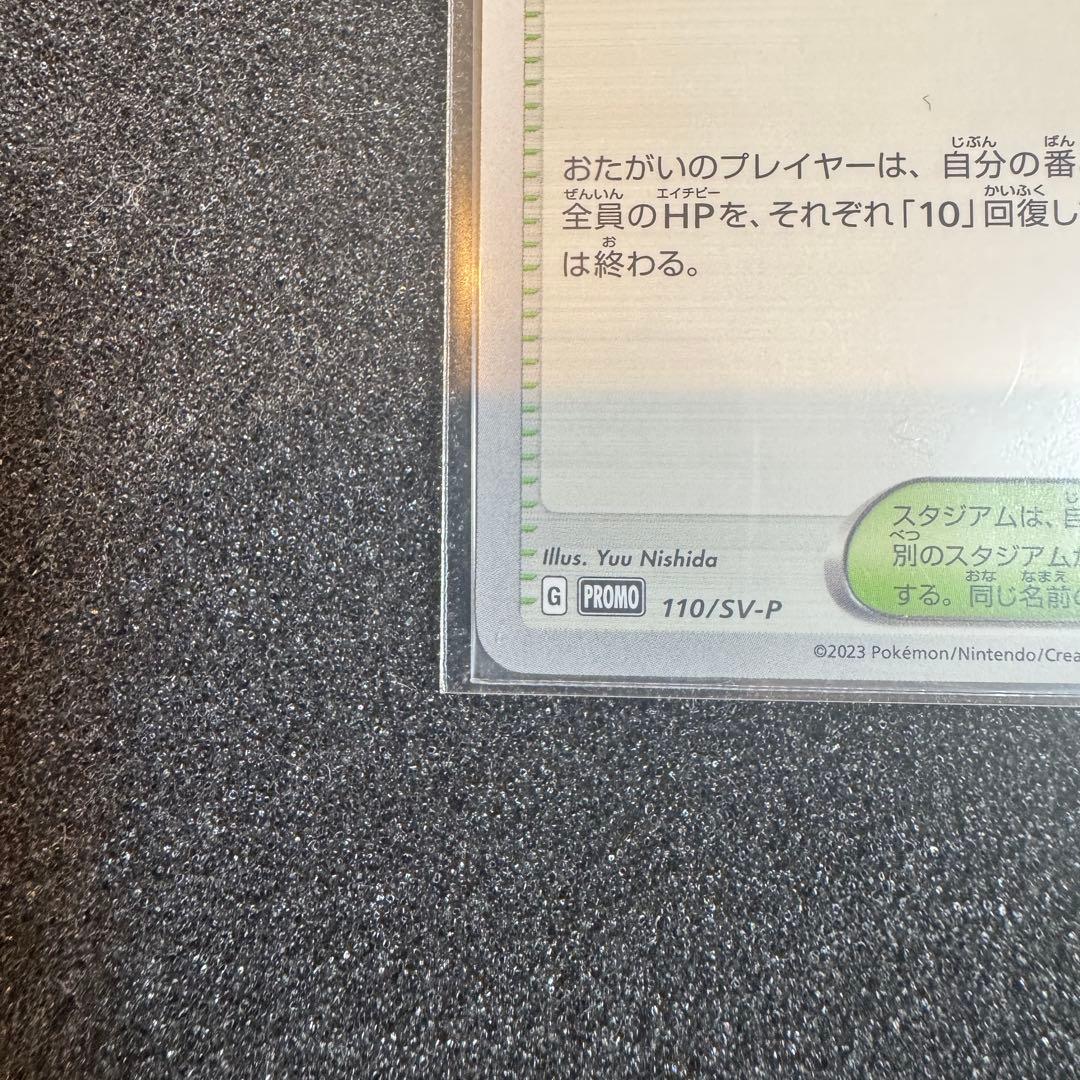 おたがいのプレイヤーは、自分の番
全員のHPを、それぞれ「10」回復し
は終わる。
スタジアムは、自
別のスタジアム
する。同じ名前
Illus. Yuu Nishida
G PROMO 110/SV-P
©2023 Pokémon/Nintendo/Crea